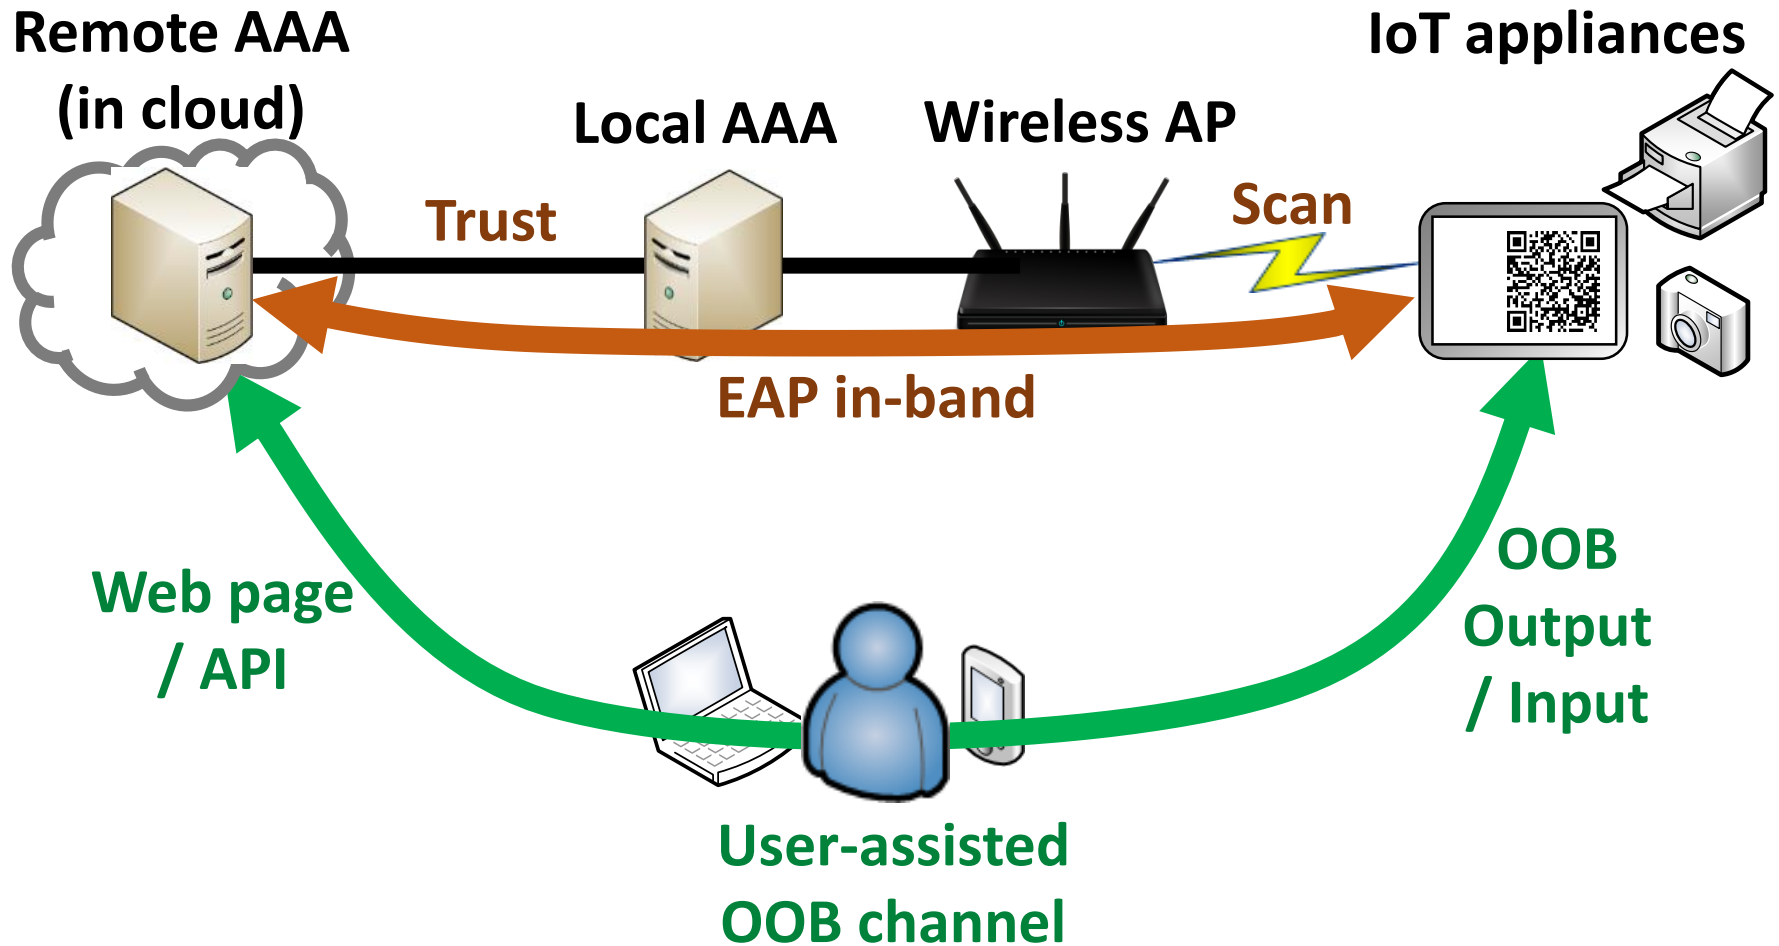 Remote AAA
(in cloud)
Local AAA
Wireless AP
IoT appliances
Trust
Scan
EAP in-band
Web page
/ API
OOB
Output
/ Input
User-assisted
OOB channel